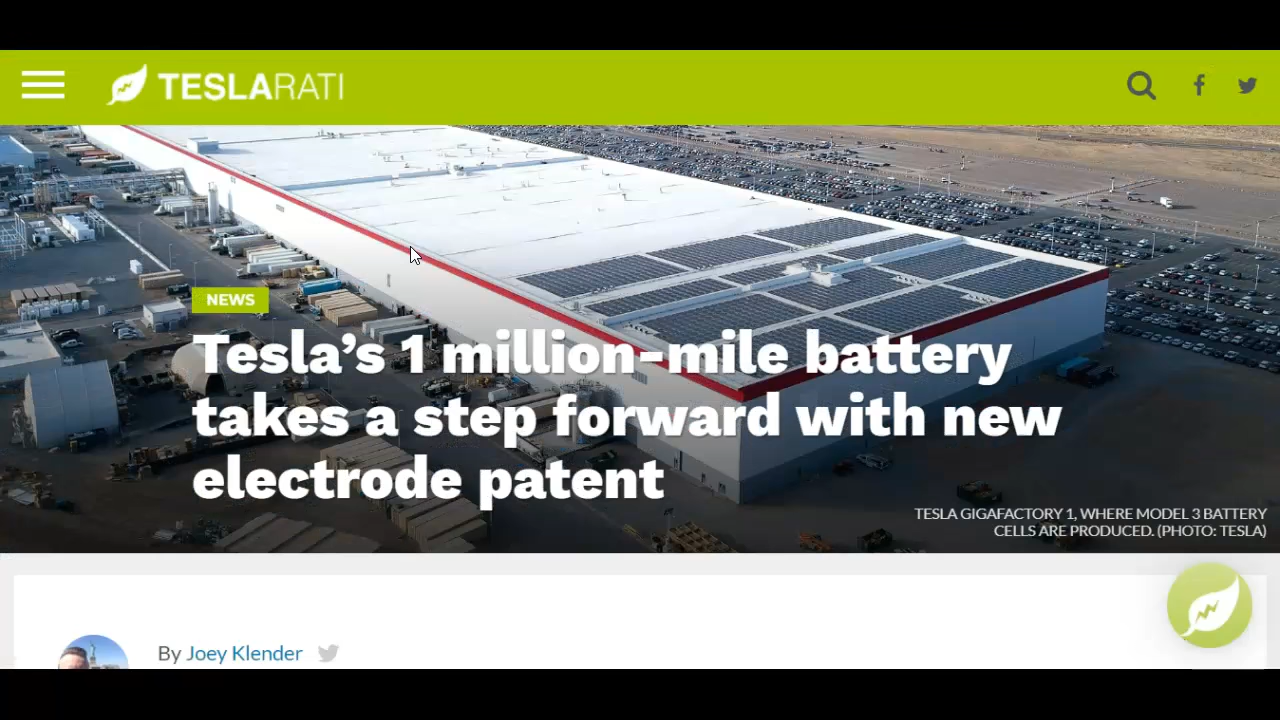 TESLARATI
NEWS
Tesla's 1 million-mile battery
takes a step forward with new
electrode patent
TESLA GIGAFACTORY 1, WHERE MODEL 3 BATTERY
CELLS ARE PRODUCED. (PHOTO: TESLA)
By Joey Klender